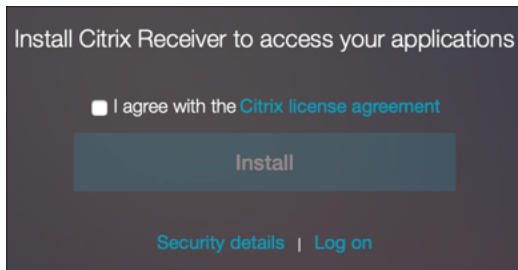 Install Citrix Receiver to access your applications
I agree with the Citrix license agreement
Install
Security details | Log on